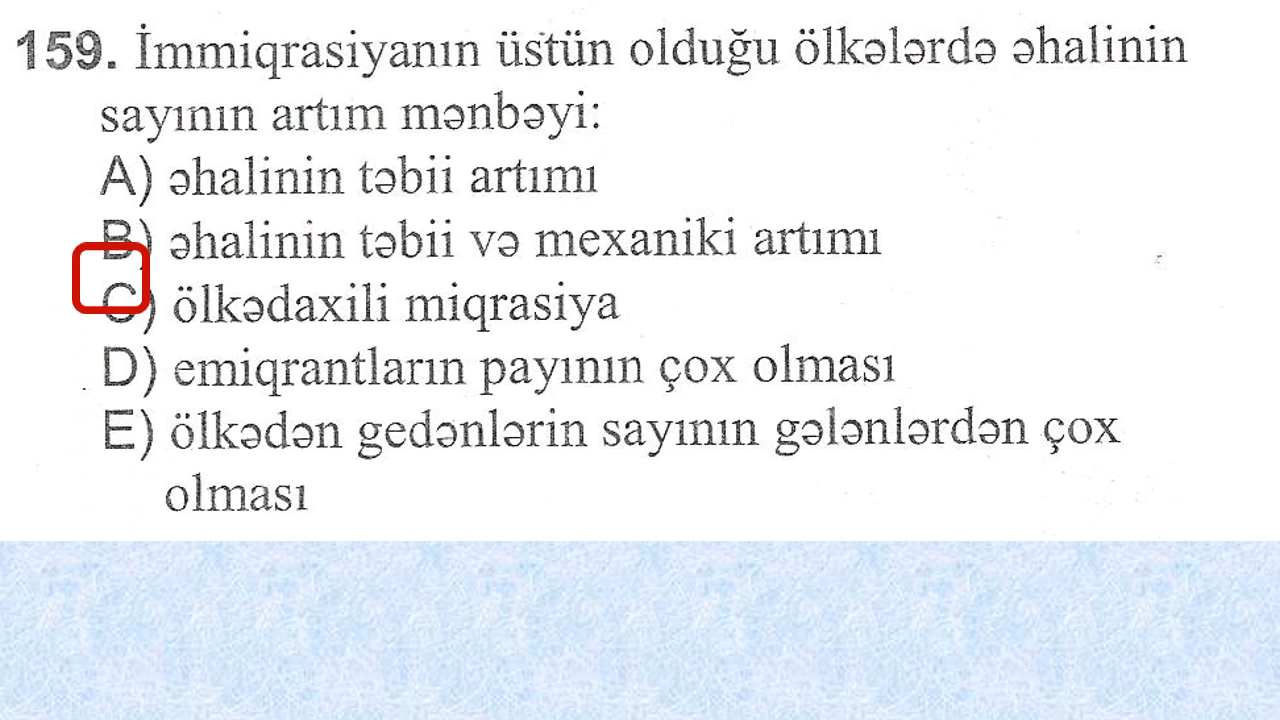 159. İmmiqrasiyanın üstün olduğu ölkələrdə əhalinin
sayının artım mənbəyi:
A) əhalinin təbii artımı
B) əhalinin təbii və mexaniki artımı
C) ölkədaxili miqrasiya
D) emiqrantların payının çox olması
E) ölkədən gedənlərin sayının gələnlərdən çox
olması